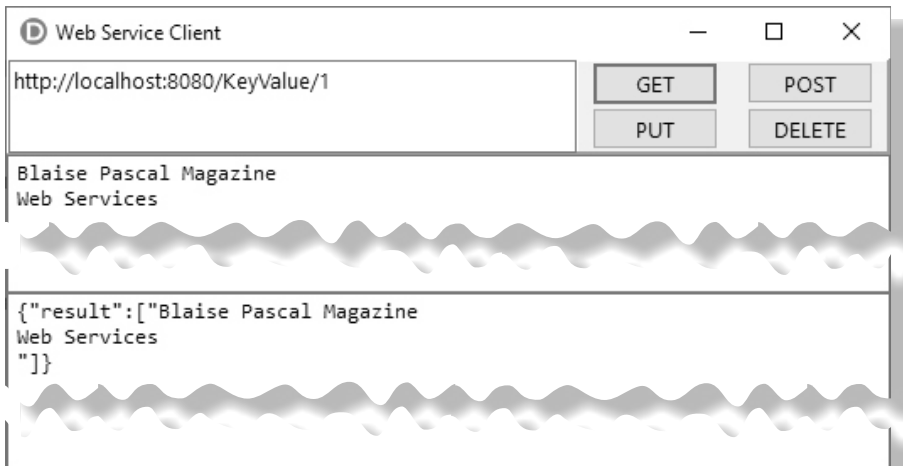 Web Service Client
http://localhost:8080/KeyValue/1
GET
POST
PUT
DELETE
Blaise Pascal Magazine
Web Services
{"result":["Blaise Pascal Magazine
Web Services
"]}